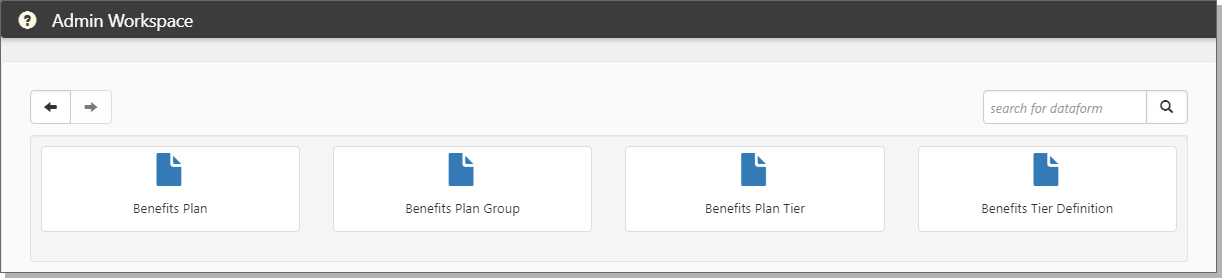 ? Admin Workspace
search for dataform
Benefits Plan
Benefits Plan Group
Benefits Plan Tier
Benefits Tier Definition